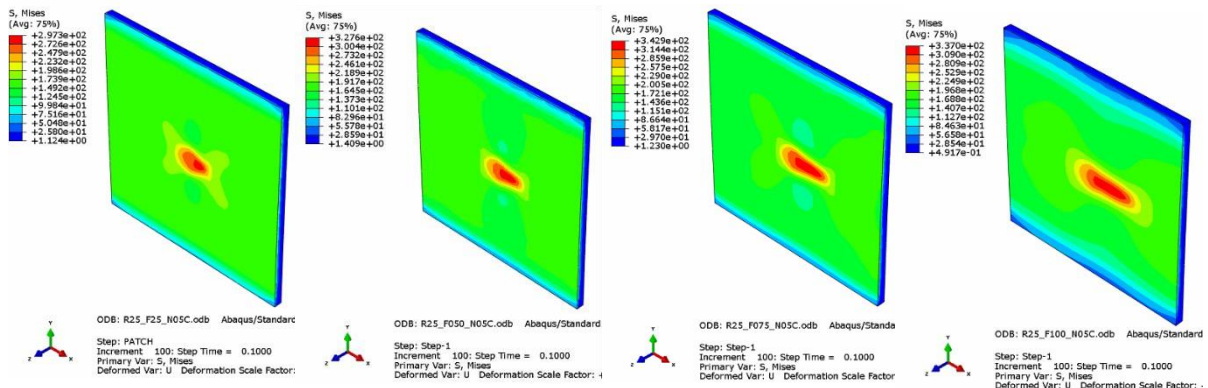 S, Mises
(Avg: 75%)
+2.973e+02
+2.726e+02
+2.479e+02
+2.232e+02
+1.986e+02
+1.739e+02
+1.492e+02
+1.245e+02
+9.984e+01
+7.516e+01
+5.048e+01
+2.580e+01
+1.124e+00
ODB: R25_F25_N05C.odb Abaqus/Standard
Step: PATCH
Increment 100: Step Time = 0.1000
Primary Var: S, Mises
Deformed Var: U Deformation Scale Factor:
Y
Z
X
S, Mises
(Avg: 75%)
+3.276e+02
+3.004e+02
+2.732e+02
+2.461e+02
+2.189e+02
+1.917e+02
+1.645e+02
+1.373e+02
+1.101e+02
+8.296e+01
+5.578e+01
+2.859e+01
+1.409e+00
ODB: R25_F050_N05C.odb Abaqus/Standard
Step: Step-1
Increment 100: Step Time = 0.1000
Primary Var: S, Mises
Deformed Var: U Deformation Scale Factor: +
Y
Z
X
S, Mises
(Avg: 75%)
+3.429e+02
+3.144e+02
+2.859e+02
+2.575e+02
+2.290e+02
+2.005e+02
+1.721e+02
+1.436e+02
+1.151e+02
+8.664e+01
+5.817e+01
+2.970e+01
+1.230e+00
ODB: R25_F075_N05C.odb Abaqus/Standa
Step: Step-1
Increment 100: Step Time = 0.1000
Primary Var: S, Mises
Deformed Var: U Deformation Scale Factor
Y
Z
X
S, Mises
(Avg: 75%)
+3.370e+02
+3.090e+02
+2.809e+02
+2.529e+02
+2.249e+02
+1.968e+02
+1.688e+02
+1.407e+02
+1.127e+02
+8.463e+01
+5.658e+01
+2.854e+01
+4.917e-01
ODB: R25_F100_N05C.odb Abaqus/Standard
Step: Step-1
Increment 100: Step Time = 0.1000
Primary Var: S, Mises
Deformed Var: U Deformation Scale Factor:
Y
Z
X